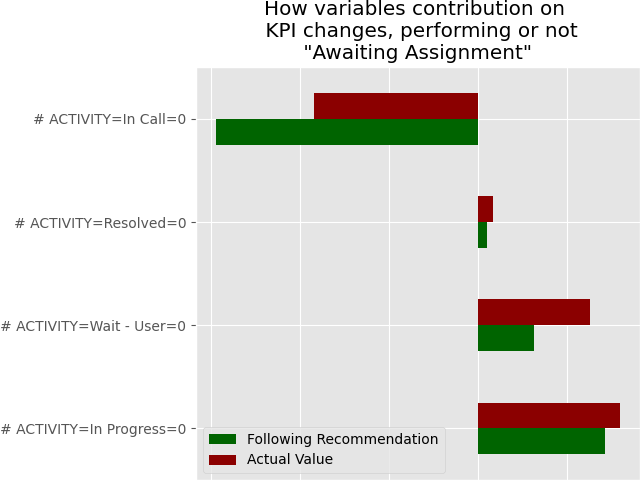 How variables contribution on
KPI changes, performing or not
"Awaiting Assignment"
# ACTIVITY=In Call=0
# ACTIVITY=Resolved=0
# ACTIVITY=Wait - User=0
# ACTIVITY=In Progress=0
Following Recommendation
Actual Value